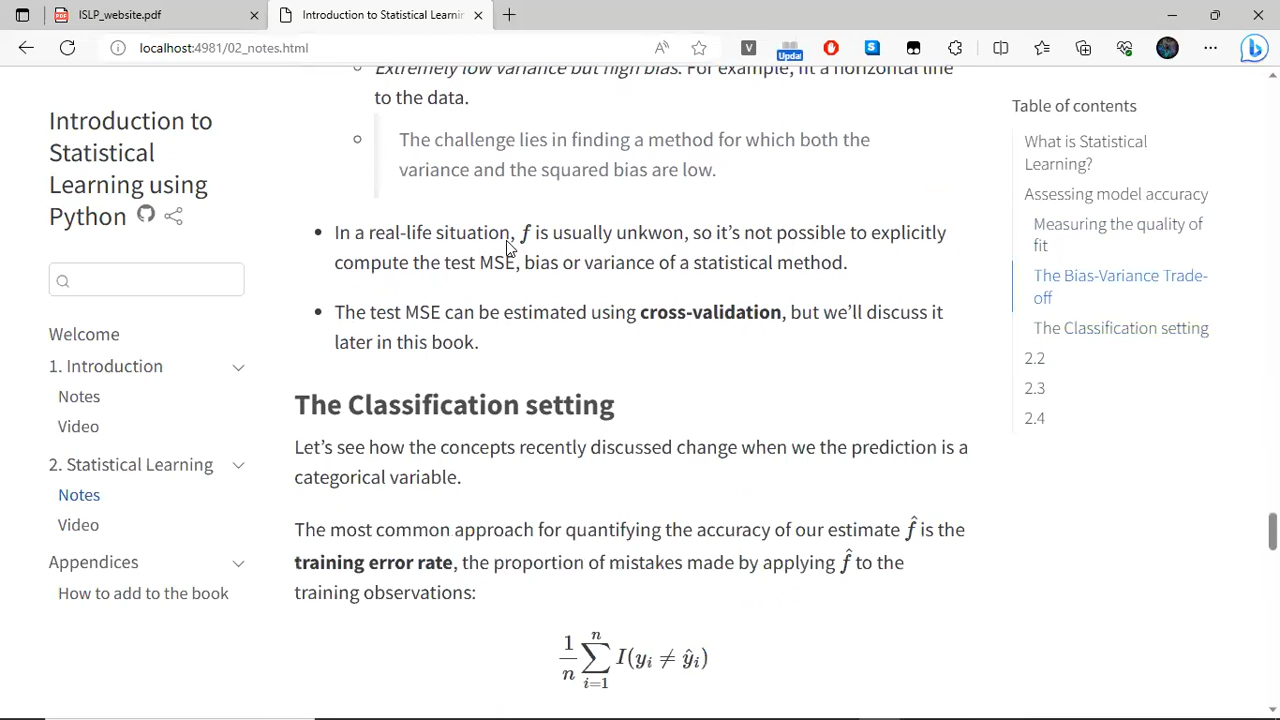 ISLP_website.pdf
Introduction to Statistical Learnin
localhost:4981/02_notes.html
Upda
Introduction to
Statistical
Learning using
Python
Welcome
1. Introduction
Notes
Video
2. Statistical Learning
Notes
Video
Appendices
How to add to the book
Extremely low variance but high bias. For example, fit a horizontal line
to the data.
The challenge lies in finding a method for which both the
variance and the squared bias are low.
In a real-life situation, f is usually unkwon, so it’s not possible to explicitly
compute the test MSE, bias or variance of a statistical method.
The test MSE can be estimated using cross-validation, but we’ll discuss it
later in this book.
The Classification setting
Let’s see how the concepts recently discussed change when we the prediction is a
categorical variable.
The most common approach for quantifying the accuracy of our estimate f̂ is the
training error rate, the proportion of mistakes made by applying f̂ to the
training observations:
1/n ∑_{i=1}^{n} I(y_i ≠ ŷ_i)
Table of contents
What is Statistical
Learning?
Assessing model accuracy
Measuring the quality of
fit
The Bias-Variance Trade-
off
The Classification setting
2.2
2.3
2.4